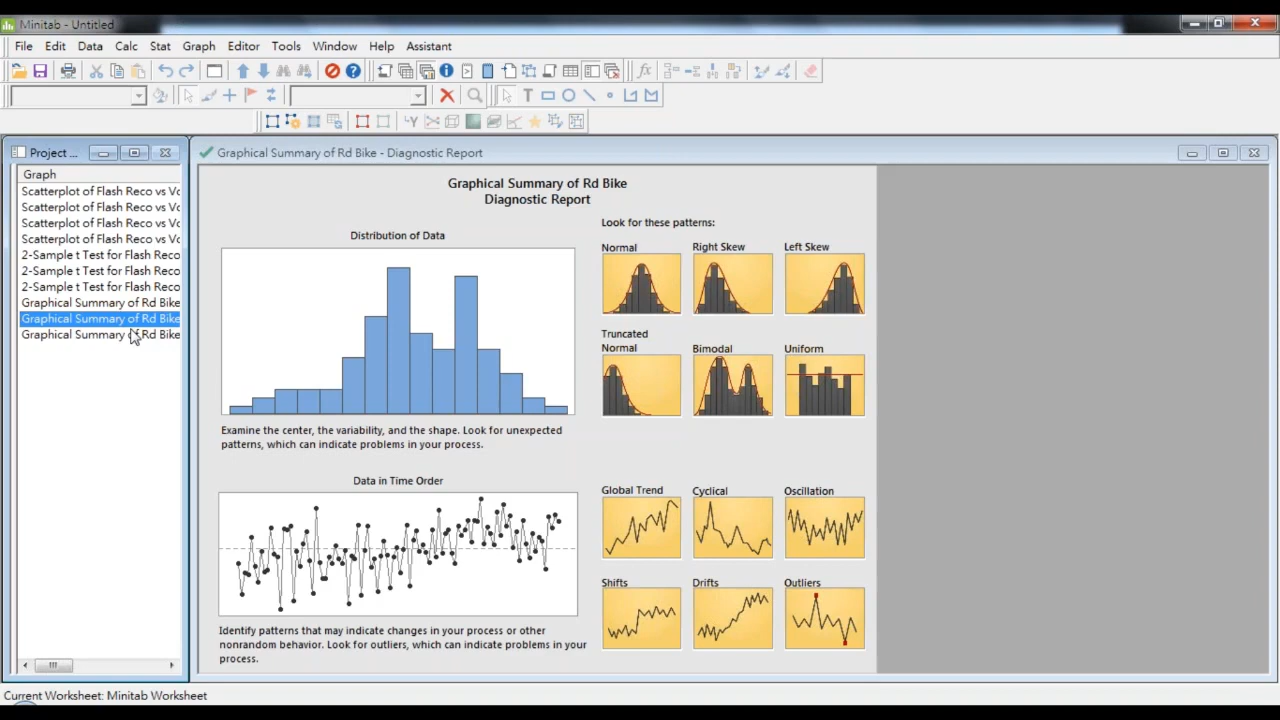 Minitab - Untitled
File Edit Data Calc Stat Graph Editor Tools Window Help Assistant
Project ...
Graph
Scatterplot of Flash Reco vs Vo
Scatterplot of Flash Reco vs Vo
Scatterplot of Flash Reco vs Vo
Scatterplot of Flash Reco vs Vo
2-Sample t Test for Flash Reco
2-Sample t Test for Flash Reco
2-Sample t Test for Flash Reco
Graphical Summary of Rd Bike
Graphical Summary of Rd Bike
Graphical Summary of Rd Bike
Graphical Summary of Rd Bike - Diagnostic Report
Graphical Summary of Rd Bike
Diagnostic Report
Distribution of Data
Examine the center, the variability, and the shape. Look for unexpected
patterns, which can indicate problems in your process.
Data in Time Order
Identify patterns that may indicate changes in your process or other
nonrandom behavior. Look for outliers, which can indicate problems in your
process.
Look for these patterns:
Normal Right Skew Left Skew
Truncated
Normal Bimodal Uniform
Global Trend Cyclical Oscillation
Shifts Drifts Outliers
Current Worksheet: Minitab Worksheet